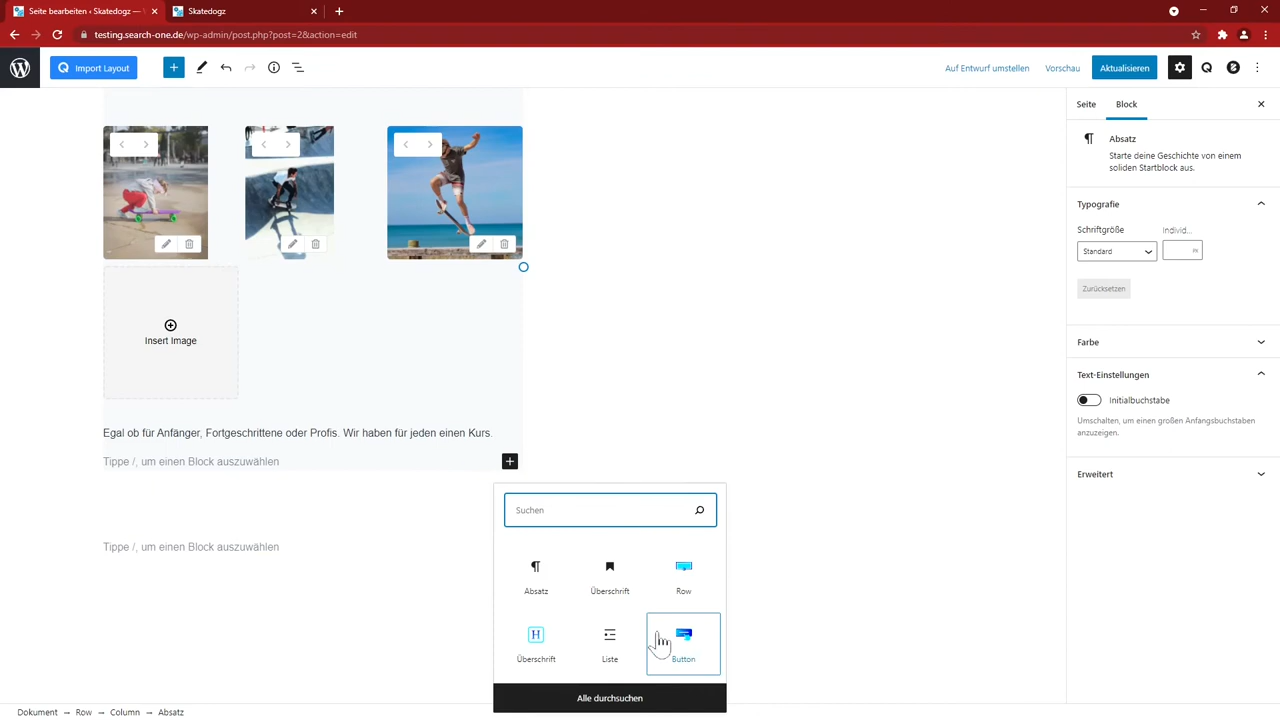 Seite bearbeiten ‹ Skatedogz —
Skatedogz
testing.search-one.de/wp-admin/post.php?post=2&action=edit
Import Layout
Auf Entwurf umstellen
Vorschau
Aktualisieren
Seite
Block
Absatz
Starte deine Geschichte von einem
soliden Startblock aus.
Typografie
Schriftgröße
Individ...
Standard
PX
Zurücksetzen
Farbe
Text-Einstellungen
Initialbuchstabe
Umschalten, um einen großen Anfangsbuchstaben
anzuzeigen.
Erweitert
Insert Image
Egal ob für Anfänger, Fortgeschrittene oder Profis. Wir haben für jeden einen Kurs.
Tippe /, um einen Block auszuwählen
Tippe /, um einen Block auszuwählen
Suchen
Absatz
Überschrift
Row
H
Überschrift
Liste
Button
Alle durchsuchen
Dokument → Row → Column → Absatz